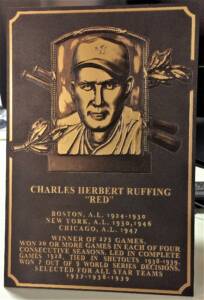 CHARLES HERBERT RUFFING
"RED"
BOSTON, A.L. 1924-1930
NEW YORK, A.L. 1930-1946
CHICAGO, A.L. 1947
WINNER OF 273 GAMES.
WON 20 OR MORE GAMES IN EACH OF FOUR
CONSECUTIVE SEASONS. LED IN COMPLETE
GAMES 1928, TIED IN SHUTOUTS 1938-1939.
WON 7 OUT OF 9 WORLD SERIES DECISIONS.
SELECTED FOR ALL STAR TEAMS
1937-1938-1939